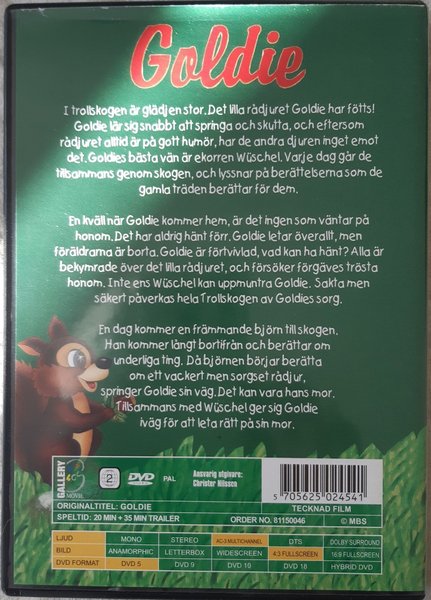 Goldie
I trollskogen är glädjen stor. Det lilla rådjuret Goldie har fötts!
Goldie lär sig snabbt att springa och skutta, och eftersom
rådjuret alltid är på gott humör, har de andra djuren inget emot
det. Goldies bästa vän är ekorren Wüschel. Varje dag går de
tillsammans genom skogen, och lyssnar på berättelserna som de
gamla träden berättar för dem.
En kväll när Goldie kommer hem, är det ingen som väntar på
honom. Det har aldrig hänt förr. Goldie letar överallt, men
föräldrarna är borta. Goldie är förtvivlad, vad kan ha hänt? Alla är
bekymrade över det lilla rådjuret, och försöker förgäves trösta
honom. Inte ens Wüschel kan uppmuntra Goldie. Sakta men
säkert påverkas hela Trollskogen av Goldies sorg.
En dag kommer en främmande björn till skogen.
Han kommer långt bortifrån och berättar om
underliga ting. Då björnen börjar berätta
om ett vackert men sorgset rådjur,
springer Goldie sin väg. Det kan vara hans mor.
Tillsammans med Wüschel ger sig Goldie
iväg för att leta rätt på sin mor.
GALLERY MOVIE
2 DVD PAL Ansvarig utgivare:
Christer Nilsson
5 705625 024541
ORIGINALTITEL: GOLDIE TECKNAD FILM
SPELTID: 20 MIN + 35 MIN TRAILER ORDER NO. 81150046 © MBS
LJUD MONO STEREO AC-3 MULTICHANNEL DTS DOLBY SURROUND
BILD ANAMORPHIC LETTERBOX WIDESCREEN 4:3 FULLSCREEN 16:9 FULLSCREEN
DVD FORMAT DVD 5 DVD 9 DVD 10 DVD 18 HYBRID DVD